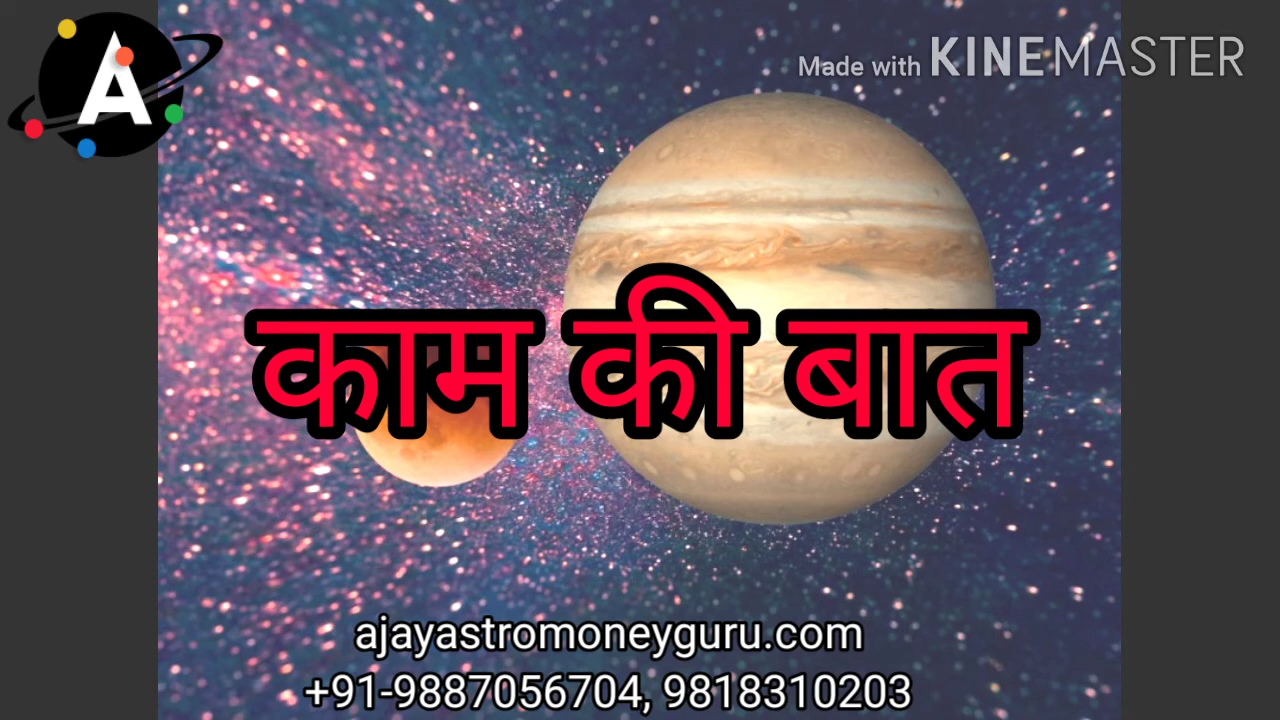 A
Made with KINEMASTER
काम की बात
ajayastromoneyguru.com
+91-9887056704, 9818310203